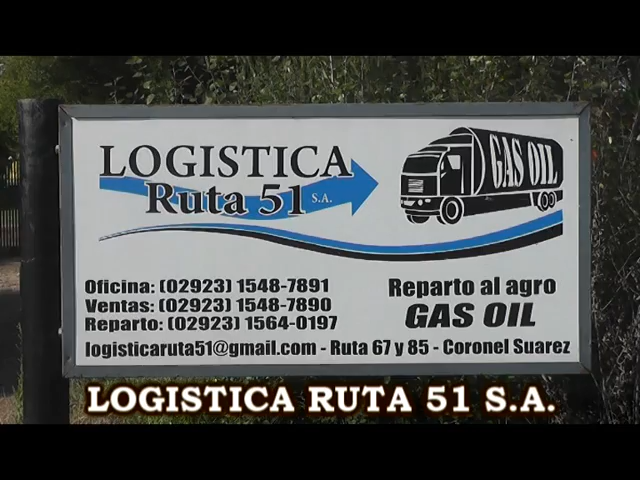 LOGISTICA
Ruta 51 S.A.
GAS OIL
Oficina: (02923) 1548-7891
Ventas: (02923) 1548-7890
Reparto: (02923) 1564-0197
Reparto al agro
GAS OIL
logisticaruta51@gmail.com - Ruta 67 y 85 - Coronel Suarez
LOGISTICA RUTA 51 S.A.